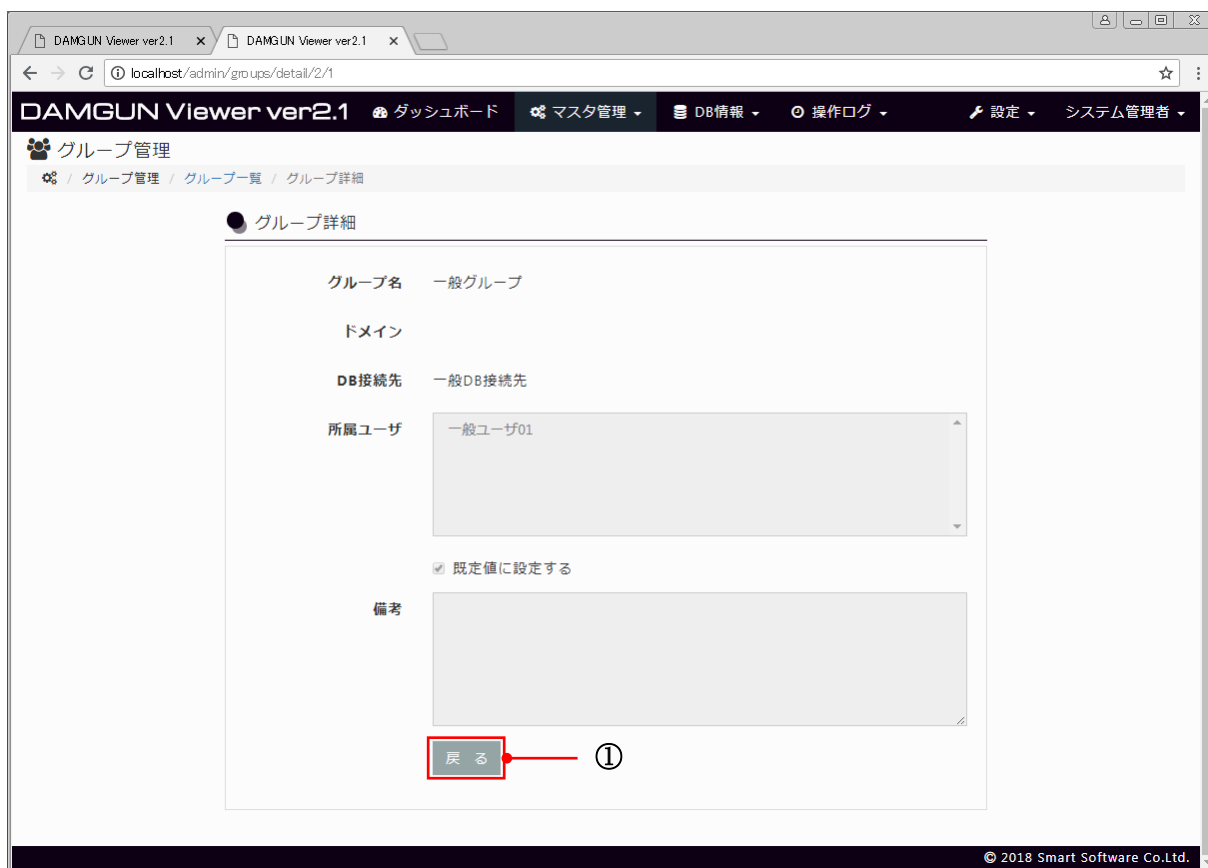 DAMGUN Viewer ver2.1 DAMGUN Viewer ver2.1
localhost/admin/groups/detail/2/1
DAMGUN Viewer ver2.1 ダッシュボード マスタ管理 DB情報 操作ログ 設定 システム管理者
グループ管理
/ グループ管理 / グループ一覧 / グループ詳細
グループ詳細
グループ名 一般グループ
ドメイン
DB接続先 一般DB接続先
所属ユーザ 一般ユーザ01
既定値に設定する
備考
戻 る ①
© 2018 Smart Software Co.Ltd.